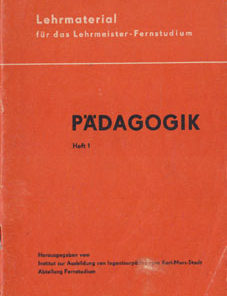 Lehrmaterial
für das Lehrmeister-Fernstudium
PÄDAGOGIK
Heft 1
Herausgegeben vom
Institut zur Ausbildung von Ingenieurpädagogen Karl-Marx-Stadt
Abteilung Fernstudium